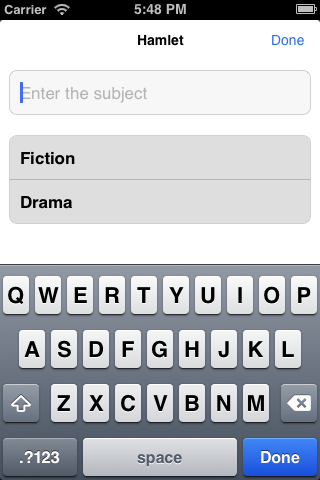 Carrier 5:48 PM
Hamlet Done
Enter the subject
Fiction
Drama
Q W E R T Y U I O P
A S D F G H J K L
Z X C V B N M
.?123 space Done